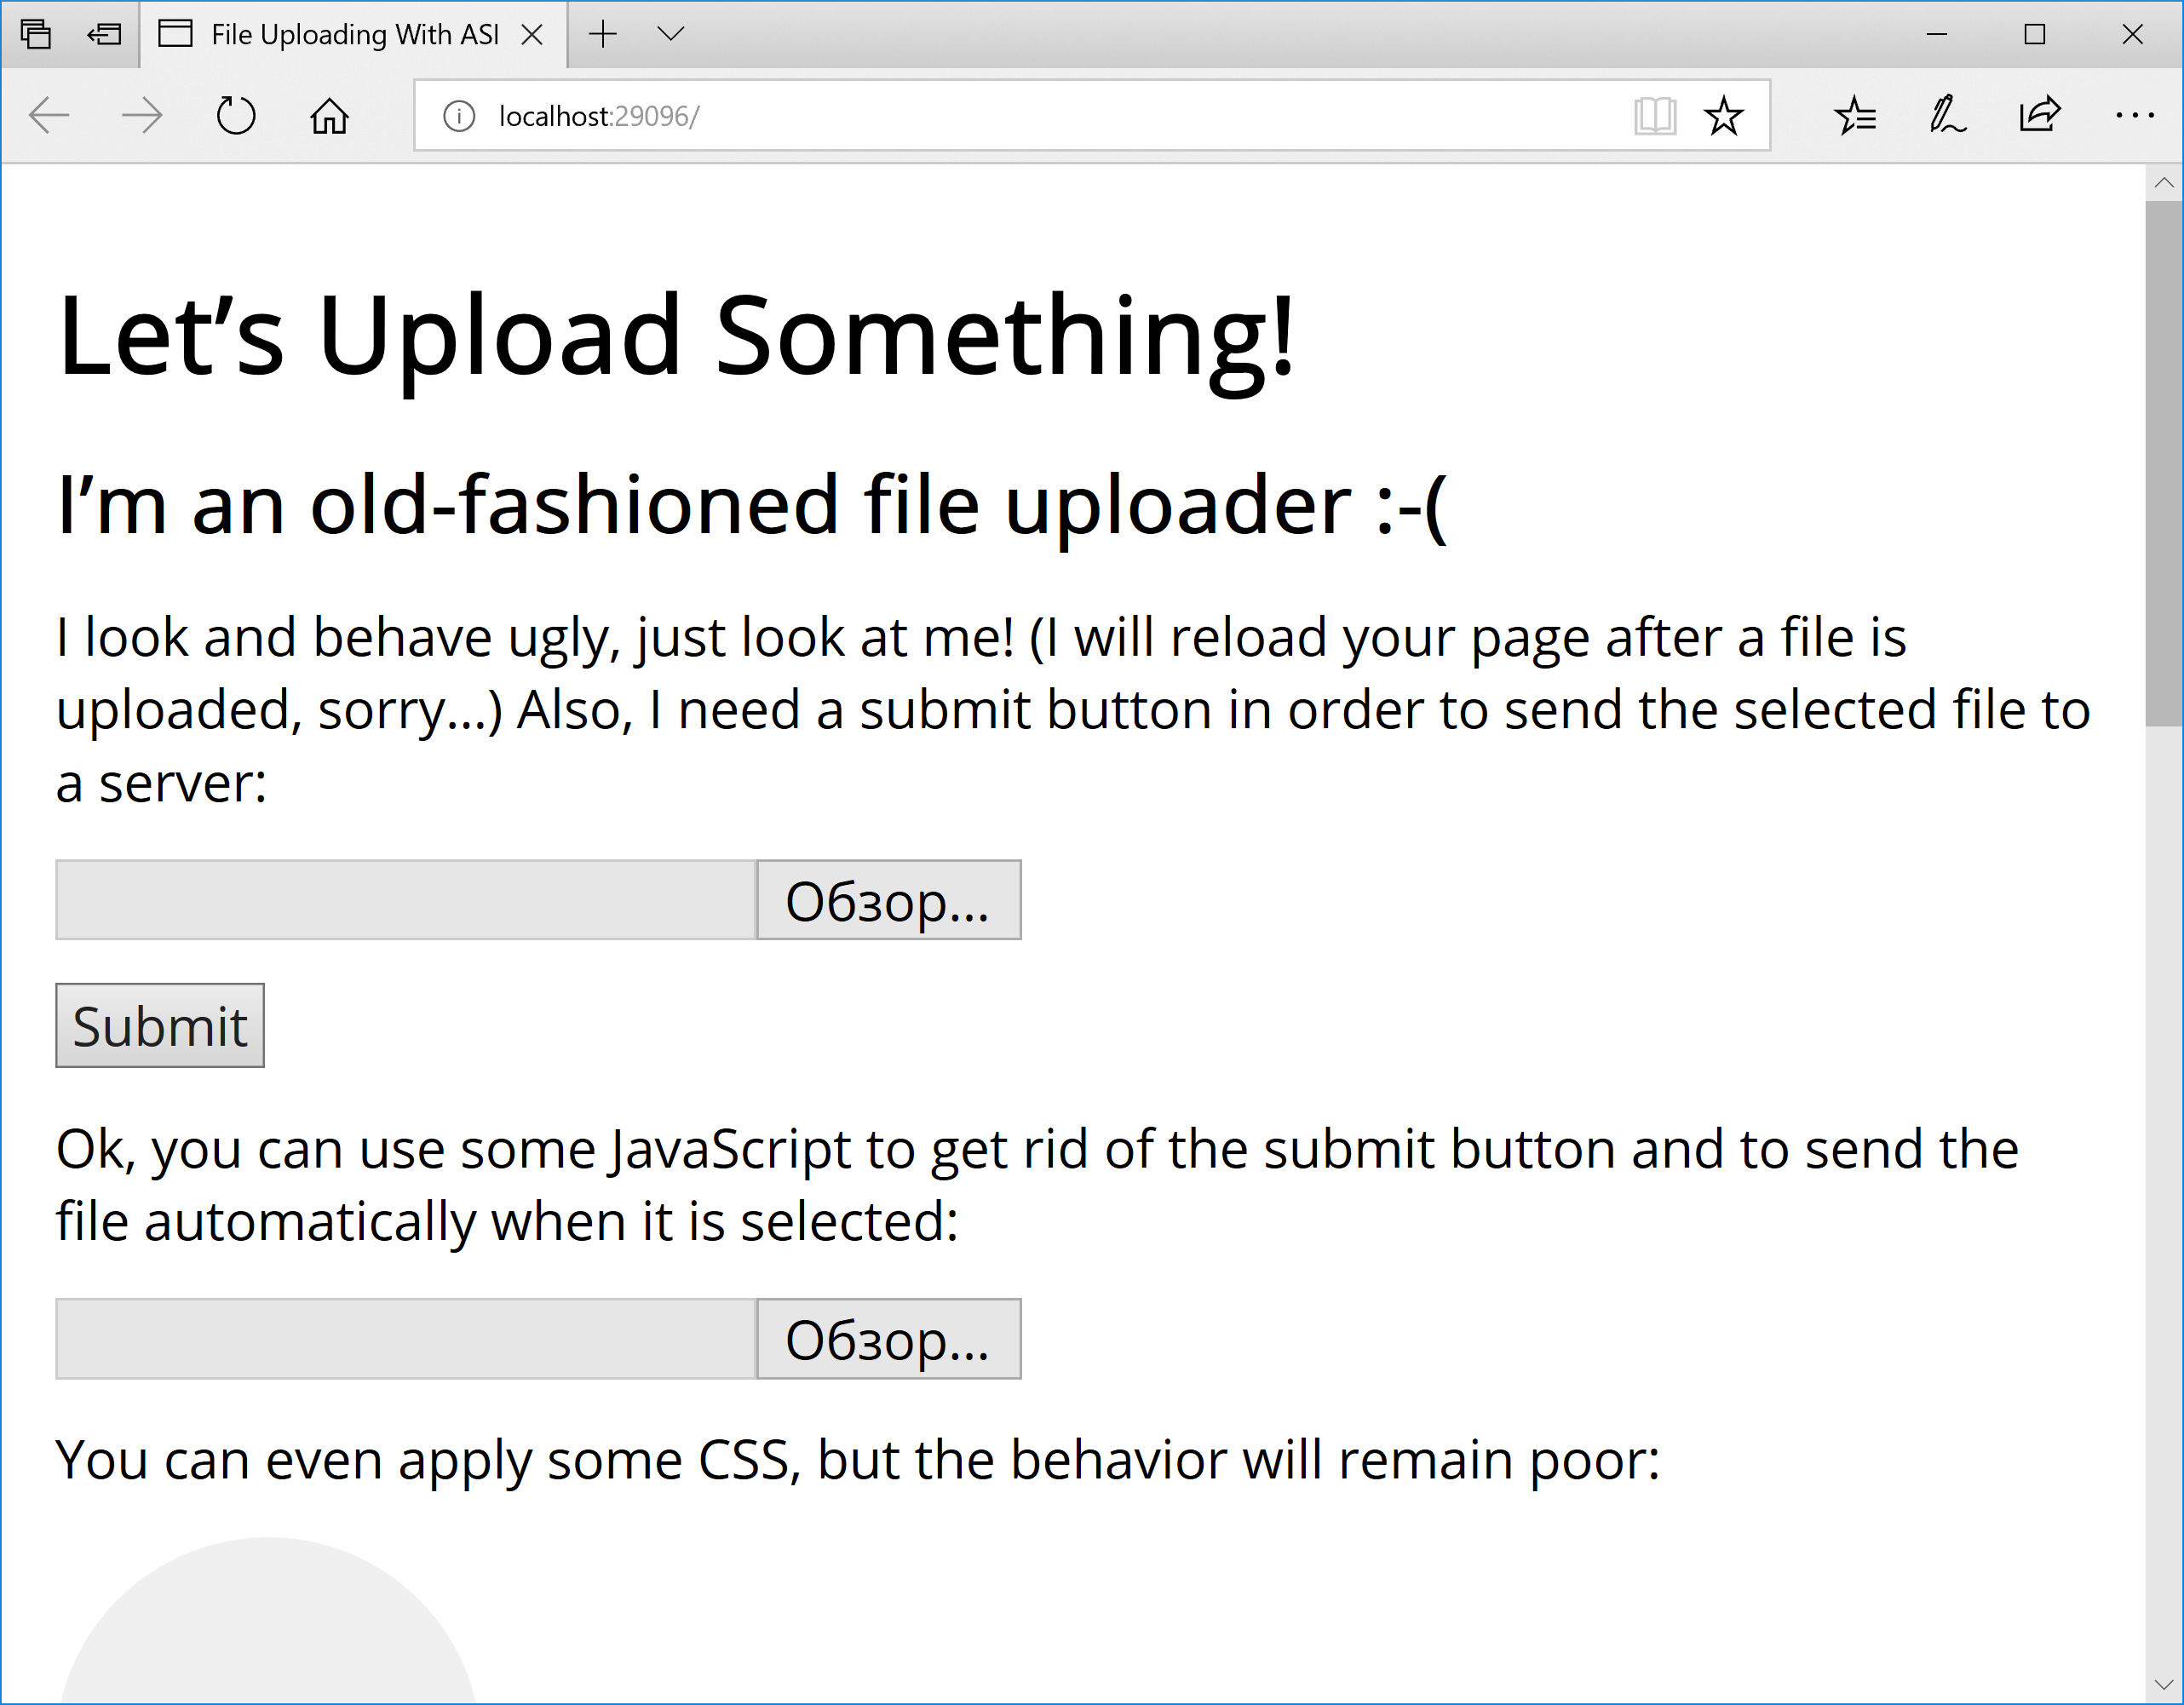 File Uploading With ASI
localhost:29096/
Let’s Upload Something!
I’m an old-fashioned file uploader :-(
I look and behave ugly, just look at me! (I will reload your page after a file is
uploaded, sorry...) Also, I need a submit button in order to send the selected file to
a server:
Обзор...
Submit
Ok, you can use some JavaScript to get rid of the submit button and to send the
file automatically when it is selected:
Обзор...
You can even apply some CSS, but the behavior will remain poor: